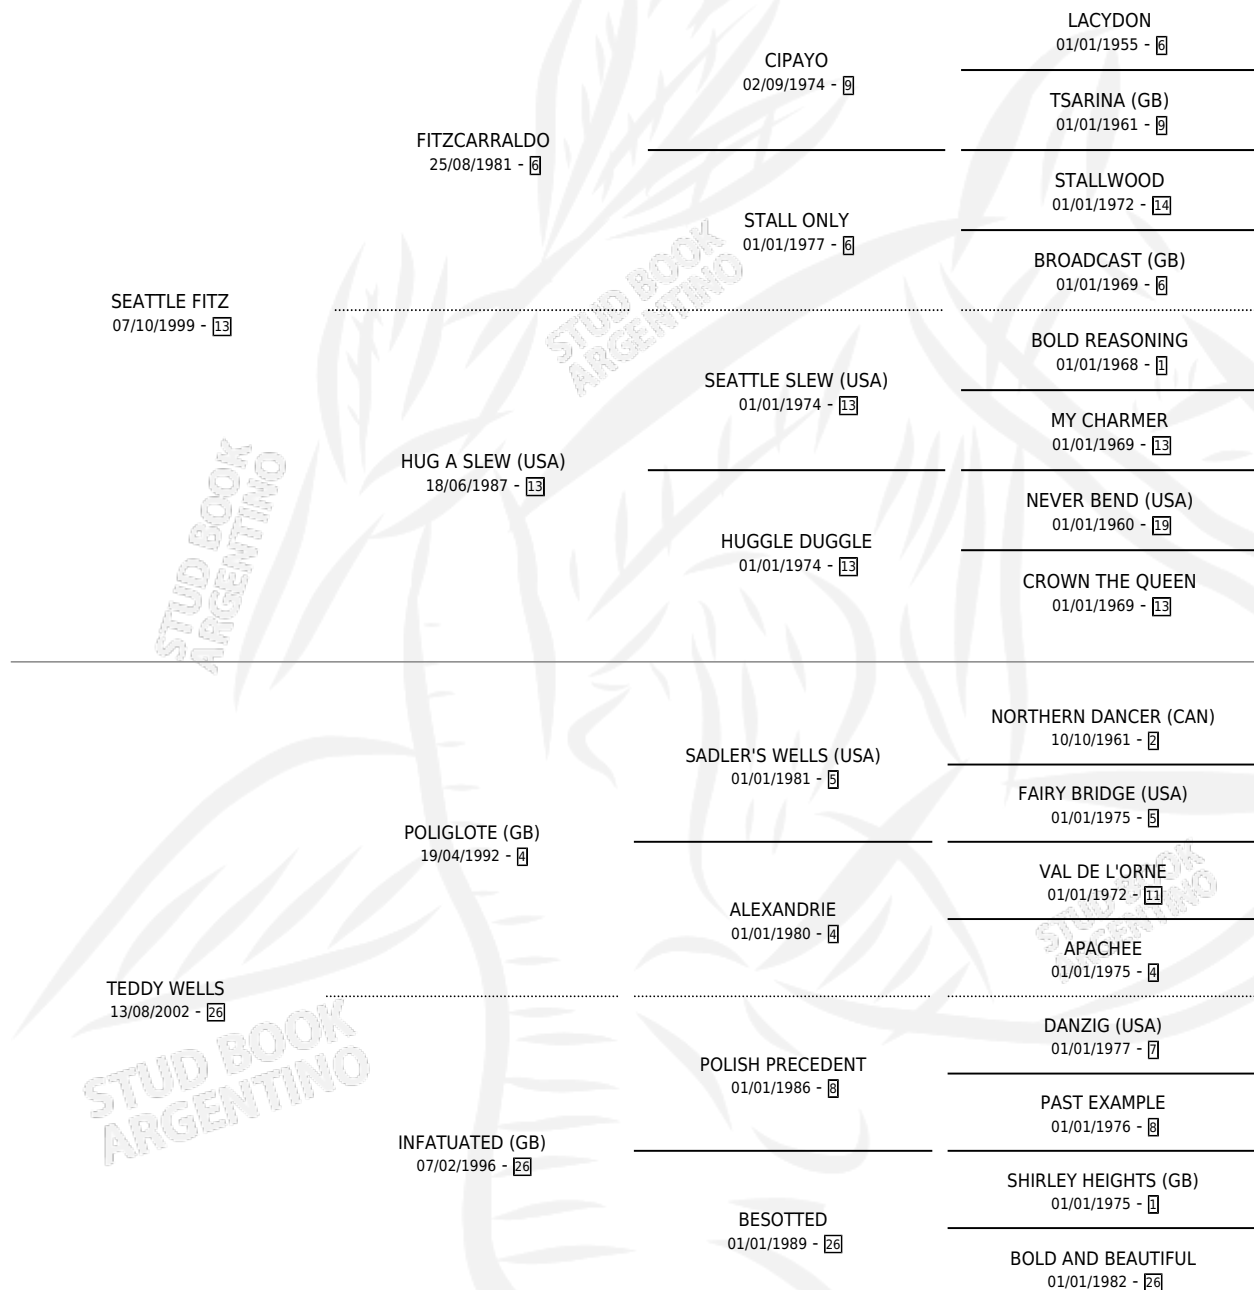 LACYDON
01/01/1955 - 6
CIPAYO
02/09/1974 - 9
TSARINA (GB)
01/01/1961 - 9
FITZCARRALDO
25/08/1981 - 6
STALLWOOD
01/01/1972 - 14
STALL ONLY
01/01/1977 - 6
BROADCAST (GB)
01/01/1969 - 6
SEATTLE FITZ
07/10/1999 - 13
STUD BOOK
ARGENTINO
BOLD REASONING
01/01/1968 - 1
SEATTLE SLEW (USA)
01/01/1974 - 13
MY CHARMER
01/01/1969 - 13
HUG A SLEW (USA)
18/06/1987 - 13
NEVER BEND (USA)
01/01/1960 - 19
HUGGLE DUGGLE
01/01/1974 - 13
CROWN THE QUEEN
01/01/1969 - 13
STUD BOOK
ARGENTINO
NORTHERN DANCER (CAN)
10/10/1961 - 2
SADLER'S WELLS (USA)
01/01/1981 - 5
FAIRY BRIDGE (USA)
01/01/1975 - 5
POLIGLOTE (GB)
19/04/1992 - 4
VAL DE L'ORNE
01/01/1972 - 11
ALEXANDRIE
01/01/1980 - 4
STUD BOOK
ARGENTINO
APACHEE
01/01/1975 - 4
TEDDY WELLS
13/08/2002 - 26
STUD BOOK
ARGENTINO
DANZIG (USA)
01/01/1977 - 7
POLISH PRECEDENT
01/01/1986 - 8
PAST EXAMPLE
01/01/1976 - 8
INFATUATED (GB)
07/02/1996 - 26
SHIRLEY HEIGHTS (GB)
01/01/1975 - 1
BESOTTED
01/01/1989 - 26
BOLD AND BEAUTIFUL
01/01/1982 - 26